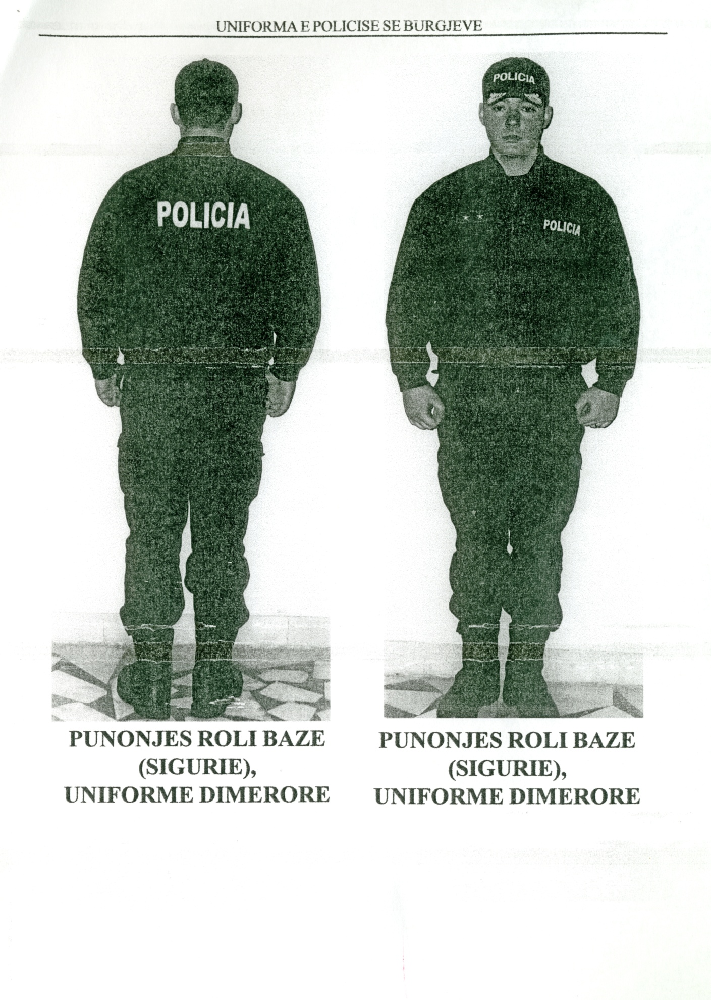 UNIFORMA E POLICISE SE BURGJEVE
POLICIA
POLICIA
POLICIA
PUNONJES ROLI BAZE
(SIGURIE),
UNIFORME DIMERORE
PUNONJES ROLI BAZE
(SIGURIE),
UNIFORME DIMERORE